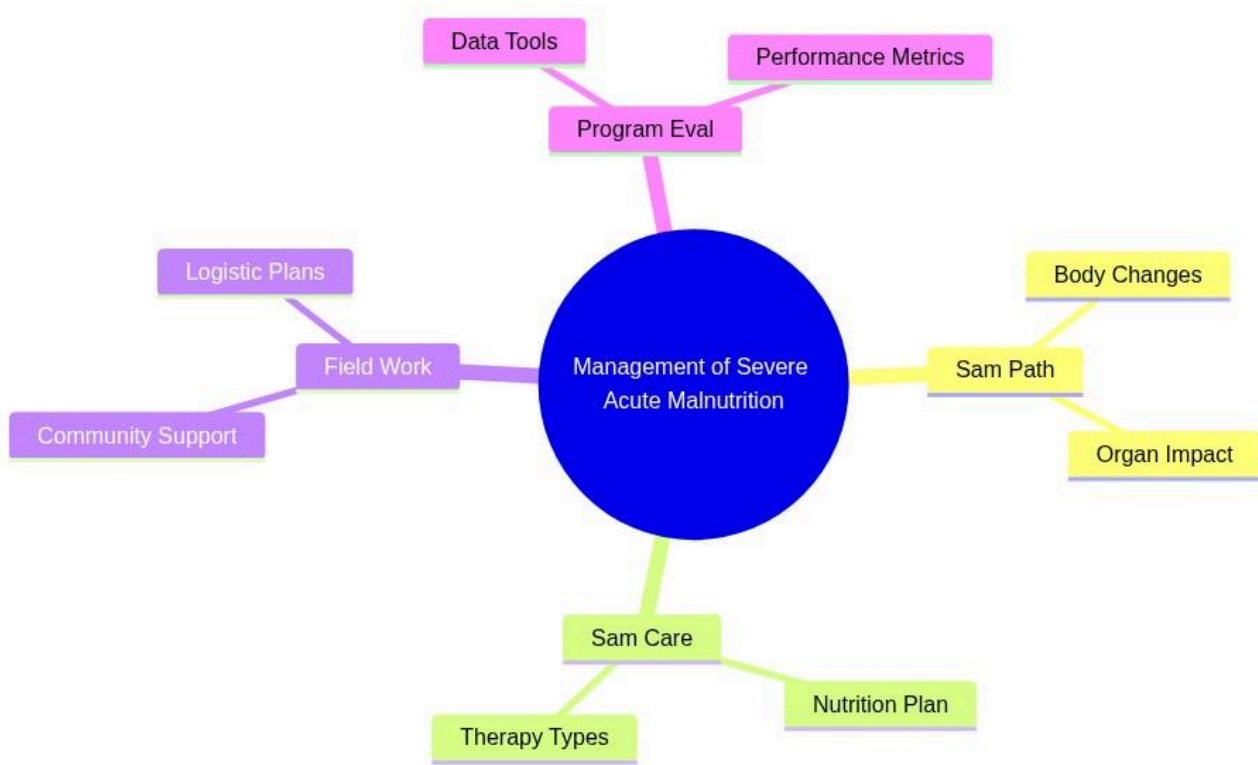 Data Tools
Performance Metrics
Program Eval
Logistic Plans
Body Changes
Field Work
Management of Severe
Acute Malnutrition
Sam Path
Community Support
Organ Impact
Sam Care
Nutrition Plan
Therapy Types